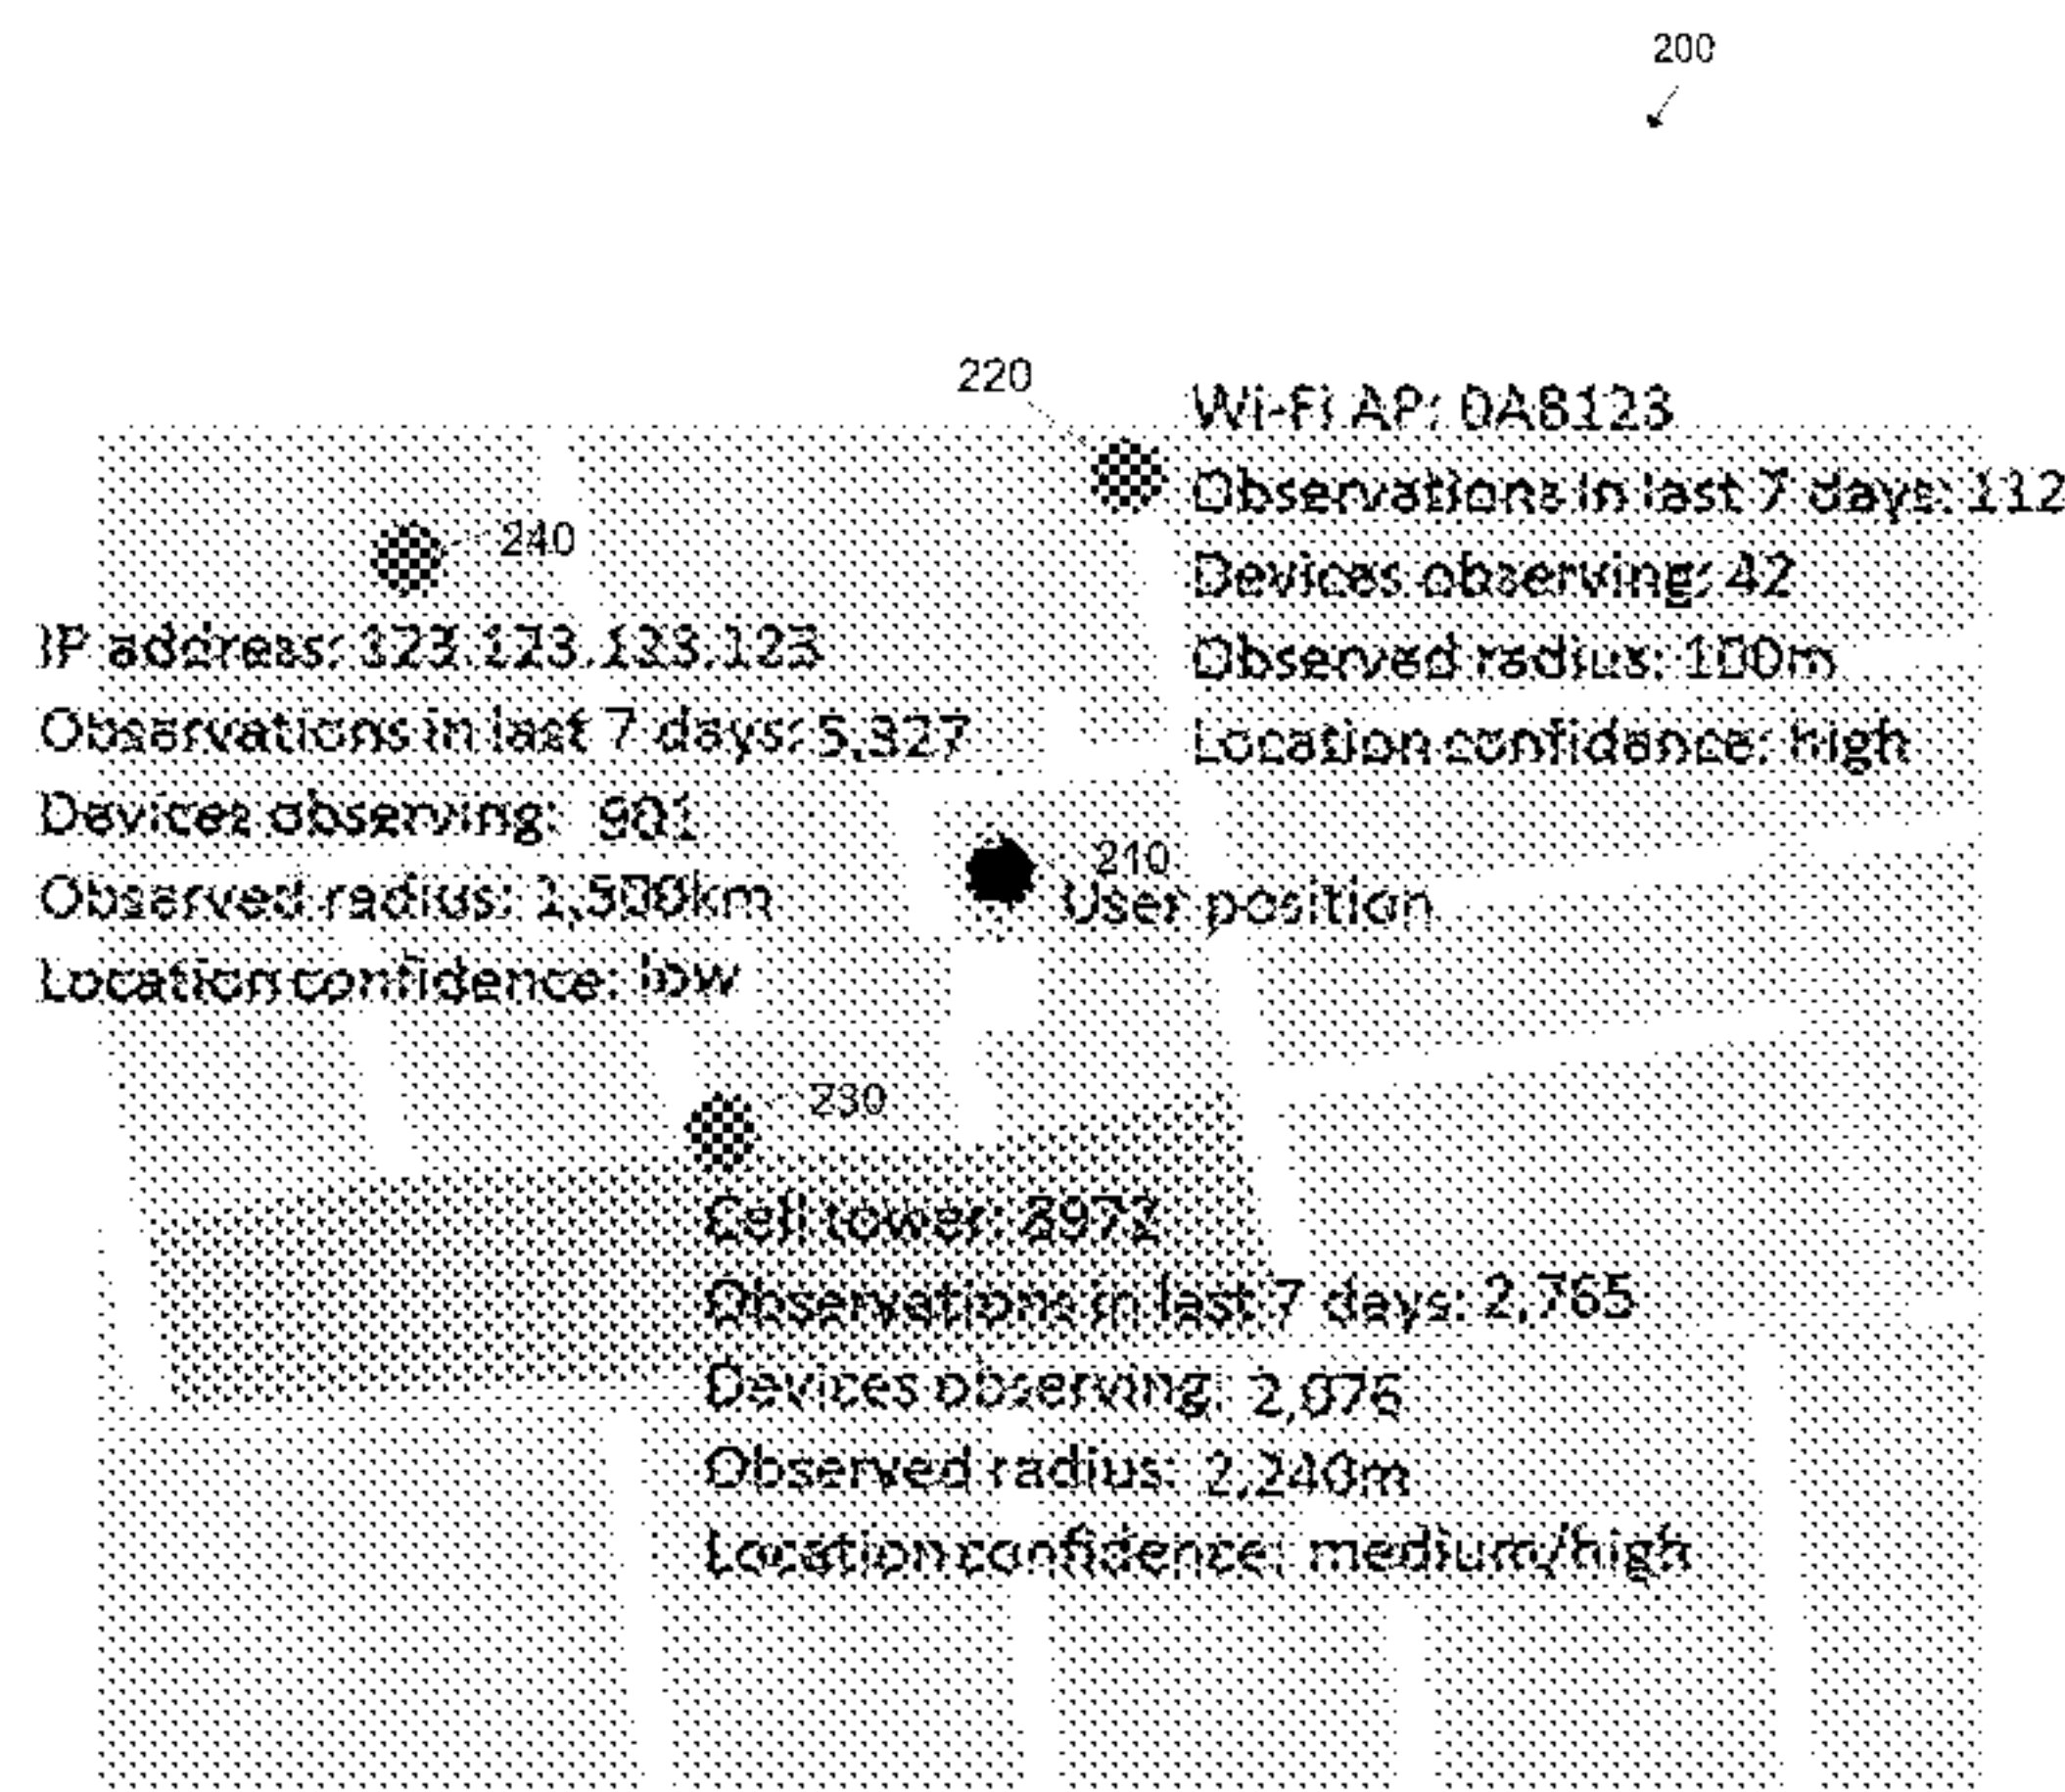 200
220
Wi-Fi AP: 0A8123
Observations in last 7 days: 112
Devices observing: 42
Observed radius: 100m
Location confidence: high
240
IP address: 123.123.123.123
Observations in last 7 days: 5,327
Devices observing: 901
Observed radius: 1,500km
Location confidence: low
210
User position
230
Cell tower:
Observations in last 7 days: 2,765
Devices observing: 2,076
Observed radius: 2,240m
Location confidence: medium/high